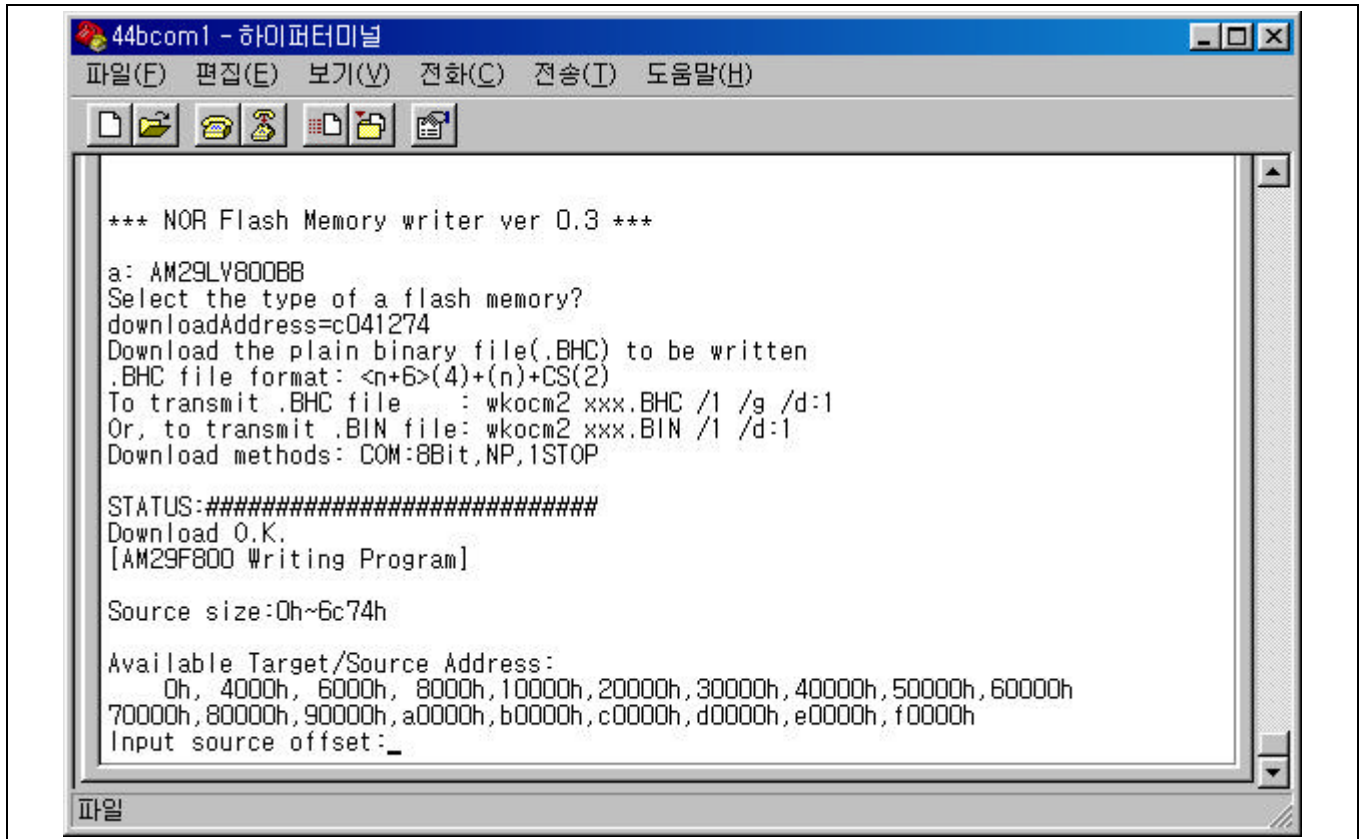 44bcom1 - 하이퍼터미널
파일(F) 편집(E) 보기(V) 전화(C) 전송(T) 도움말(H)
*** NOR Flash Memory writer ver 0.3 ***
a: AM29LV800BB
Select the type of a flash memory?
downloadAddress=c041274
Download the plain binary file(.BHC) to be written
.BHC file format: <n+6>(4)+(n)+CS(2)
To transmit .BHC file    : wkocm2 xxx.BHC /1 /g /d:1
Or, to transmit .BIN file: wkocm2 xxx.BIN /1 /d:1
Download methods: COM:8Bit,NP,1STOP
STATUS:############################
Download O.K.
[AM29F800 Writing Program]
Source size:0h~6c74h
Available Target/Source Address:
0h, 4000h, 6000h, 8000h,10000h,20000h,30000h,40000h,50000h,60000h
70000h,80000h,90000h,a0000h,b0000h,c0000h,d0000h,e0000h,f0000h
Input source offset:_
파일